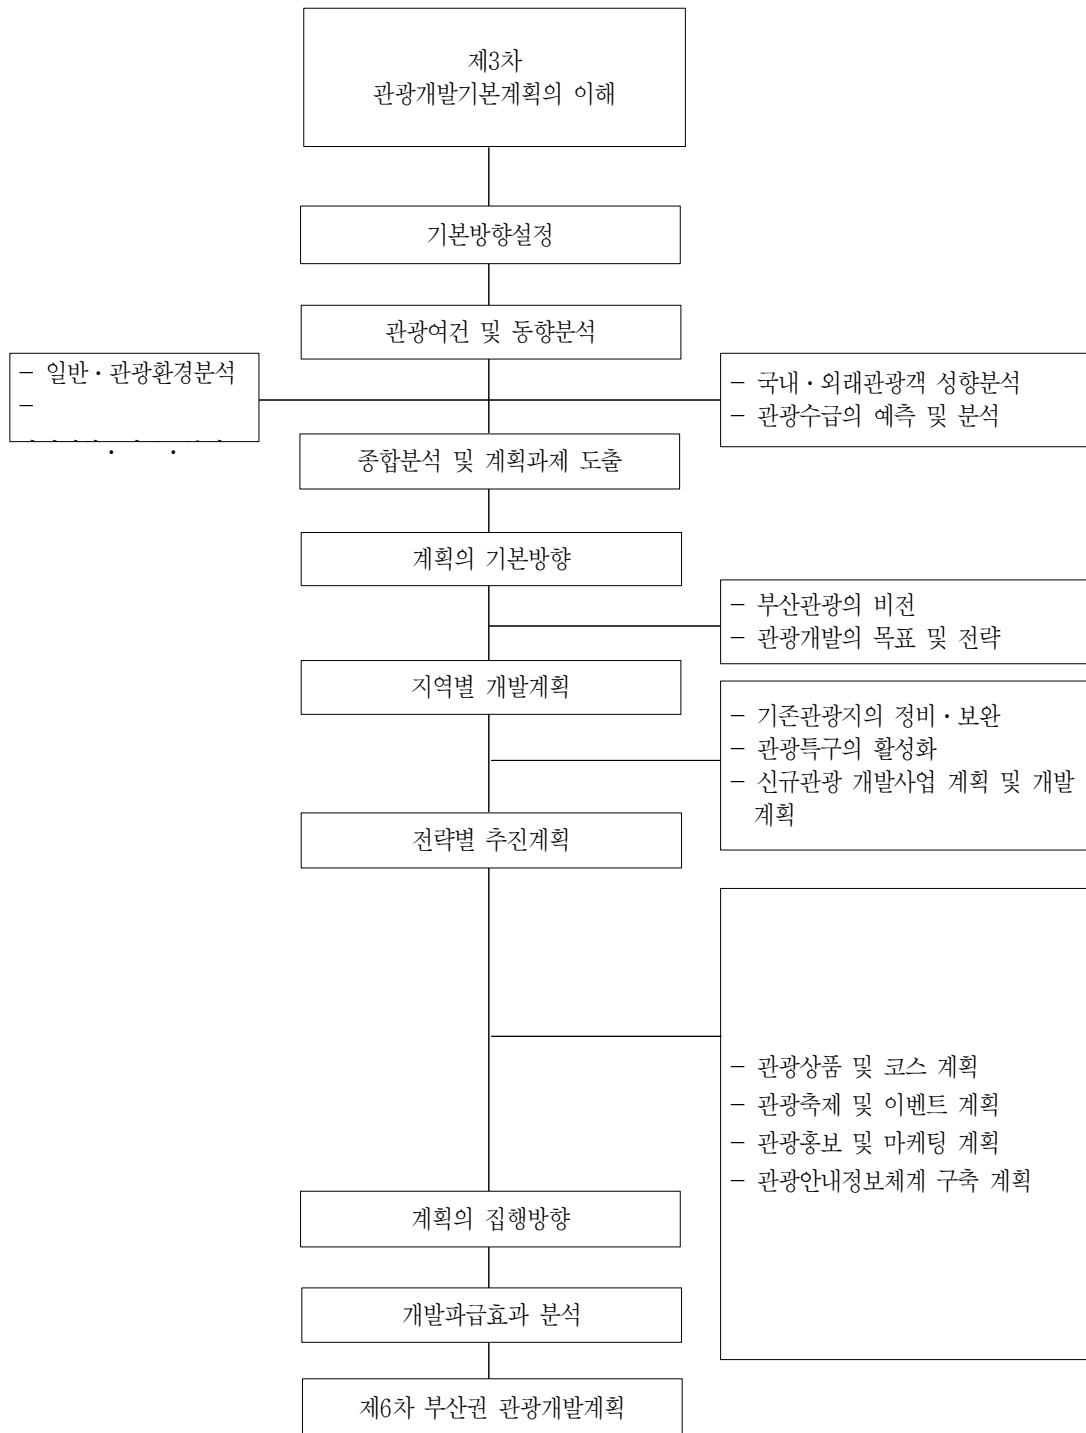 제3차
관광개발기본계획의 이해
기본방향설정
관광여건 및 동향분석
- 일반·관광환경분석
-
- 국내·외래관광객 성향분석
- 관광수급의 예측 및 분석
종합분석 및 계획과제 도출
계획의 기본방향
- 부산관광의 비전
- 관광개발의 목표 및 전략
지역별 개발계획
- 기존관광지의 정비·보완
- 관광특구의 활성화
- 신규관광 개발사업 계획 및 개발
계획
전략별 추진계획
- 관광상품 및 코스 계획
- 관광축제 및 이벤트 계획
- 관광홍보 및 마케팅 계획
- 관광안내정보체계 구축 계획
계획의 집행방향
개발파급효과 분석
제6차 부산권 관광개발계획